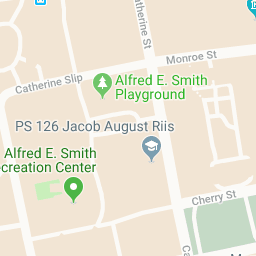 Catherine St
Monroe St
Catherine Slip
Alfred E. Smith
Playground
PS 126 Jacob August Riis
Alfred E. Smith
creation Center
Cherry St
Ca
M